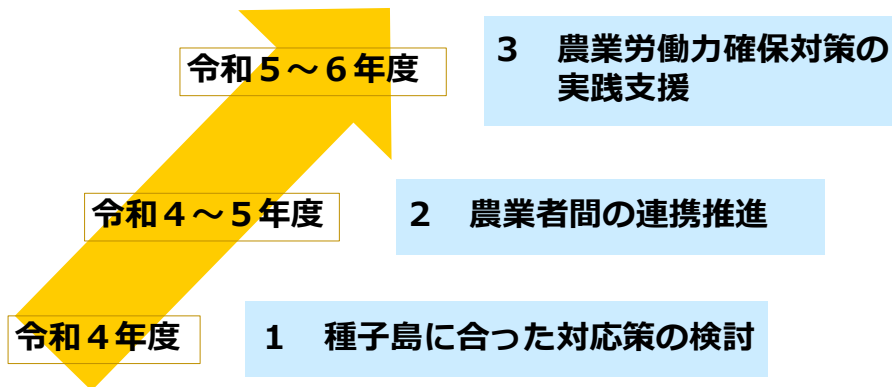 令和５～６年度
３　農業労働力確保対策の
実践支援
令和４～５年度
２　農業者間の連携推進
令和４年度
１　種子島に合った対応策の検討